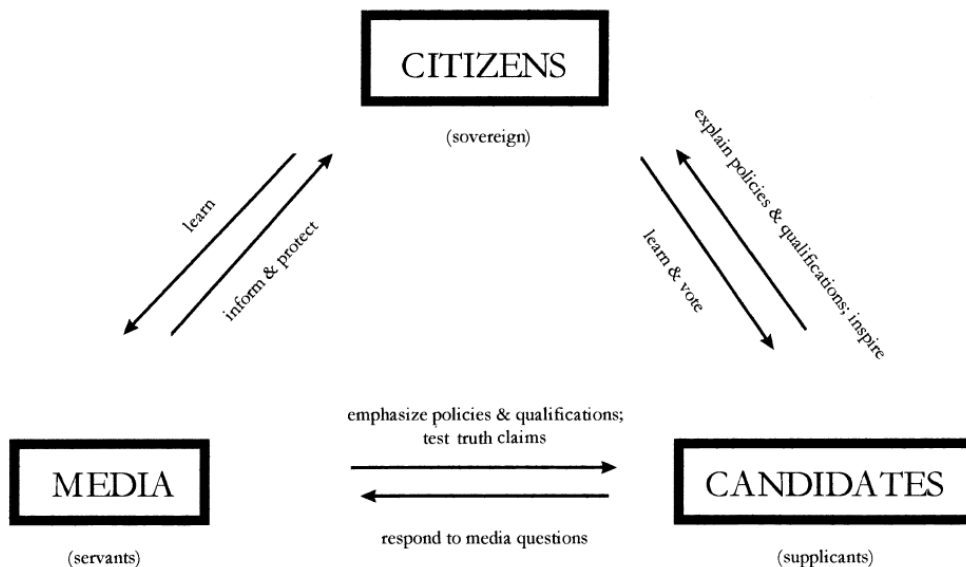 CITIZENS
(sovereign)
learn
inform & protect
learn & vote
explain policies & qualifications; inspire
emphasize policies & qualifications;
test truth claims
respond to media questions
MEDIA
(servants)
CANDIDATES
(supplicants)